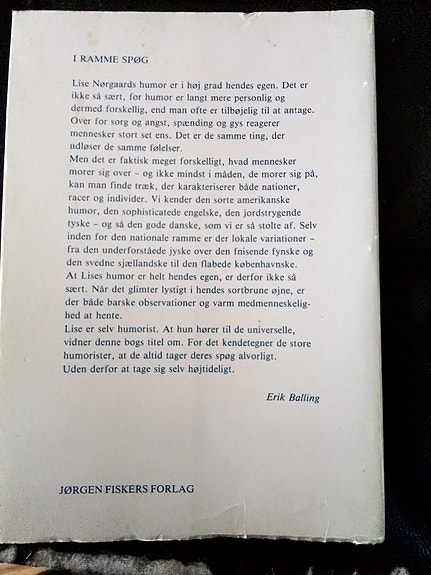 I RAMME SPØG
Lise Nørgaards humor er i høj grad hendes egen. Det er
ikke så sært, for humor er langt mere personlig og
dermed forskellig, end man ofte er tilbøjelig til at antage.
Over for sorg og angst, spænding og gys reagerer
mennesker stort set ens. Det er de samme ting, der
udløser de samme følelser.
Men det er faktisk meget forskelligt, hvad mennesker
morer sig over – og ikke mindst i måden, de morer sig på,
kan man finde træk, der karakteriserer både nationer,
racer og individer. Vi kender den sorte amerikanske
humor, den sophisticatede engelske, den jordstrygende
tyske – og så den gode danske, som vi er så stolte af. Selv
inden for den nationale ramme er der lokale variationer –
fra den underforståede jyske over den fnisende fynske og
den svedne sjællandske til den flabede københavnske.
At Lises humor er helt hendes egen, er derfor ikke så
sært. Når det glimter lystigt i hendes sortbrune øjne, er
der både barske observationer og varm medmenneskelig-
hed at hente.
Lise er selv humorist. At hun hører til de universelle,
vidner denne bogs titel om. For det kendetegner de store
humorister, at de altid tager deres spøg alvorligt.
Uden derfor at tage sig selv højtideligt.
Erik Balling
JØRGEN FISKERS FORLAG